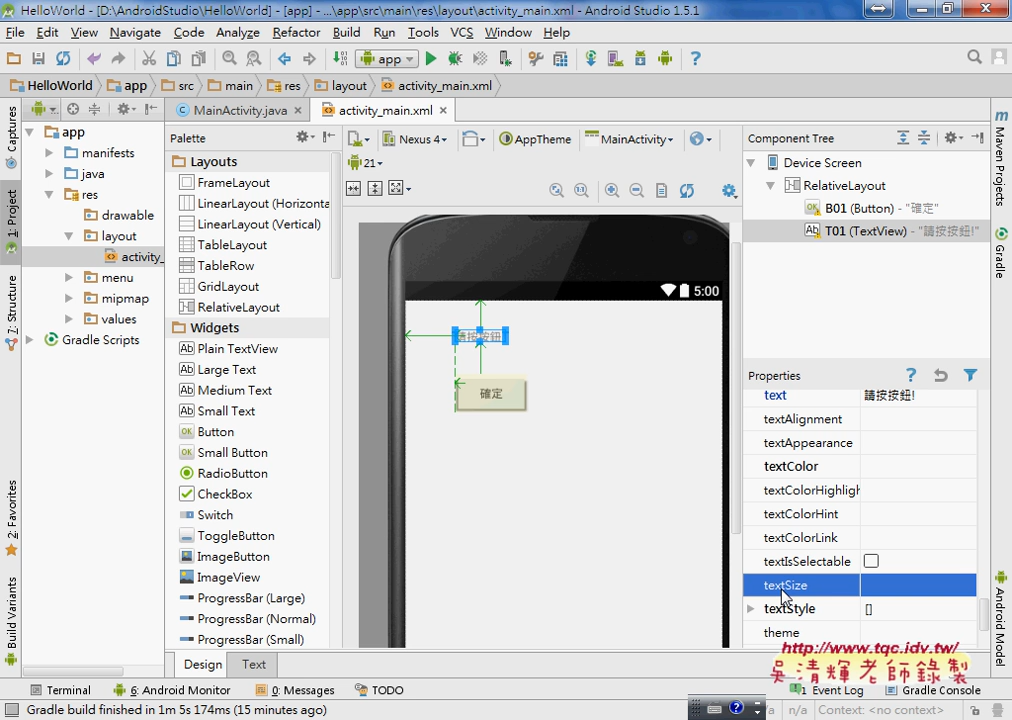 HelloWorld - [D:\AndroidStudio\HelloWorld] - [app] - ...\app\src\main\res\layout\activity_main.xml - Android Studio 1.5.1
File Edit View Navigate Code Analyze Refactor Build Run Tools VCS Window Help
app
HelloWorld app src main res layout activity_main.xml
MainActivity.java activity_main.xml
Captures
1: Project
7: Structure
2: Favorites
Build Variants
app
manifests
java
res
drawable
layout
activity_
menu
mipmap
values
Gradle Scripts
Palette
Layouts
FrameLayout
LinearLayout (Horizonta
LinearLayout (Vertical)
TableLayout
TableRow
GridLayout
RelativeLayout
Widgets
Plain TextView
Large Text
Medium Text
Small Text
Button
Small Button
RadioButton
CheckBox
Switch
ToggleButton
ImageButton
ImageView
ProgressBar (Large)
ProgressBar (Normal)
ProgressBar (Small)
Nexus 4 AppTheme MainActivity
21
5:00
請按按鈕!
確定
Design Text
Component Tree
Device Screen
RelativeLayout
B01 (Button) - "確定"
T01 (TextView) - "請按按鈕!"
Properties
text 請按按鈕!
textAlignment
textAppearance
textColor
textColorHighligh
textColorHint
textColorLink
textIsSelectable
textSize
textStyle []
theme
Maven Projects
Gradle
Android Model
http://www.tqc.idv.tw/
吳清輝老師錄製
Terminal 6: Android Monitor 0: Messages TODO 1 Event Log Gradle Console
Gradle build finished in 1m 5s 174ms (15 minutes ago) n/a Context: <no context>